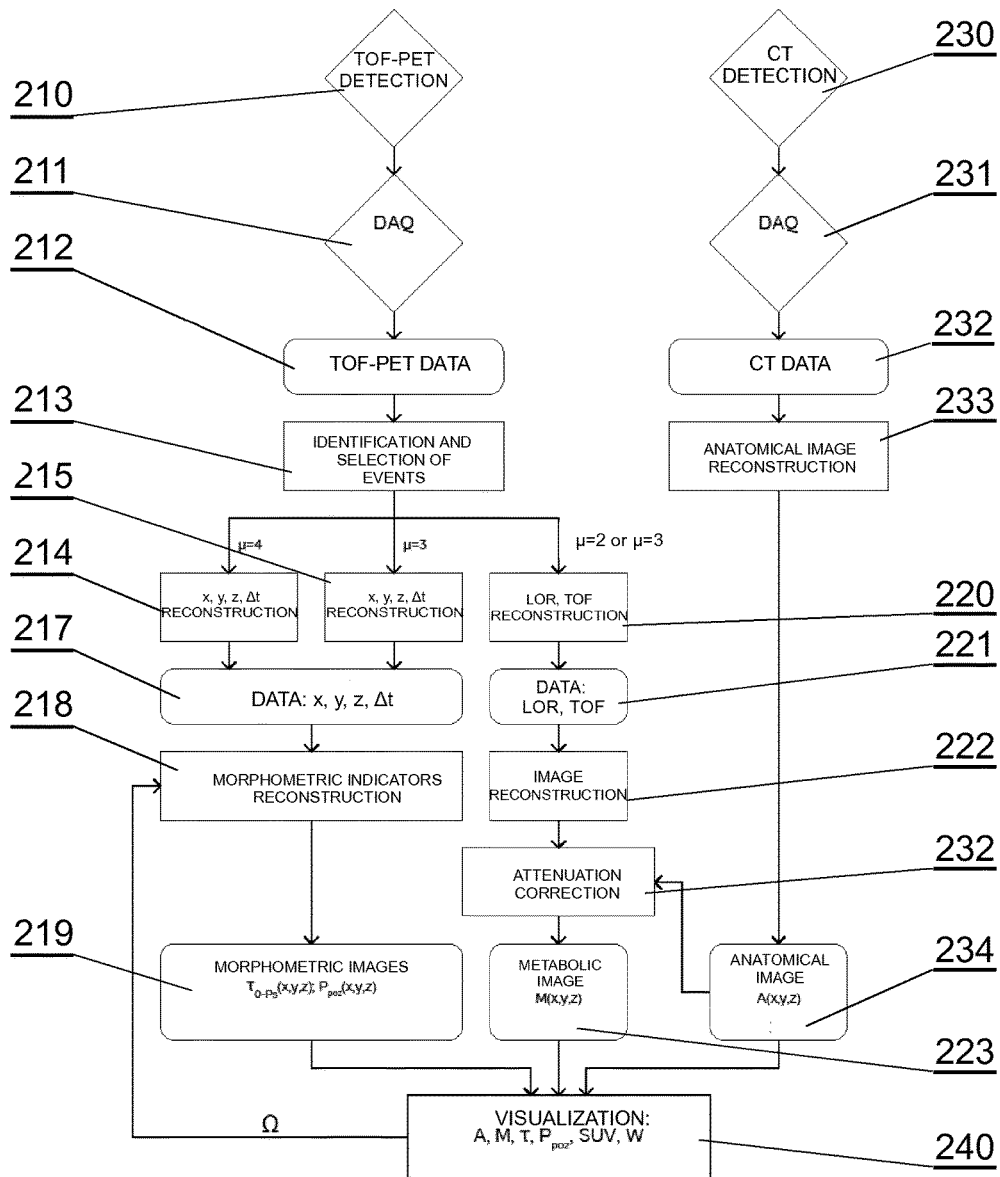 TOF-PET
DETECTION
210
CT
DETECTION
230
211
DAQ
DAQ
231
212
TOF-PET DATA
CT DATA
232
213
IDENTIFICATION AND
SELECTION OF
EVENTS
ANATOMICAL IMAGE
RECONSTRUCTION
233
215
214
μ=4
μ=3
μ=2 or μ=3
x, y, z, Δt
RECONSTRUCTION
x, y, z, Δt
RECONSTRUCTION
LOR, TOF
RECONSTRUCTION
220
217
DATA: x, y, z, Δt
DATA:
LOR, TOF
221
218
MORPHOMETRIC INDICATORS
RECONSTRUCTION
IMAGE
RECONSTRUCTION
222
ATTENUATION
CORRECTION
232
219
MORPHOMETRIC IMAGES
τo-Ps(x,y,z); Ppoz(x,y,z)
METABOLIC
IMAGE
M(x,y,z)
ANATOMICAL
IMAGE
A(x,y,z)
234
223
Ω
VISUALIZATION:
A, M, τ, Ppoz, SUV, W
240